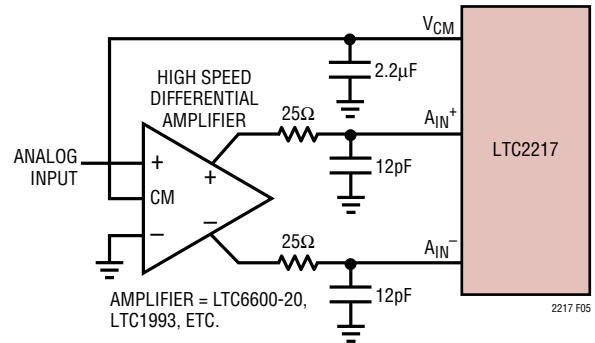 VCM
HIGH SPEED
DIFFERENTIAL
AMPLIFIER
2.2μF
25Ω
AIN+
LTC2217
ANALOG
INPUT
+
+
CM
12pF
–
–
25Ω
AIN–
AMPLIFIER = LTC6600-20,
LTC1993, ETC.
12pF
2217 F05